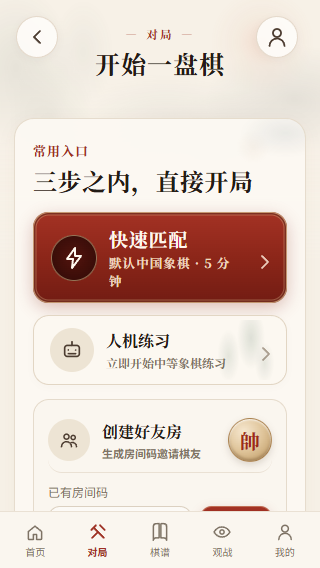 对局
开始一盘棋
常用入口
三步之内，直接开局
快速匹配
默认中国象棋 · 5 分
钟
人机练习
立即开始中等象棋练习
创建好友房
生成房间码邀请棋友
帥
已有房间码
首页
对局
棋谱
观战
我的